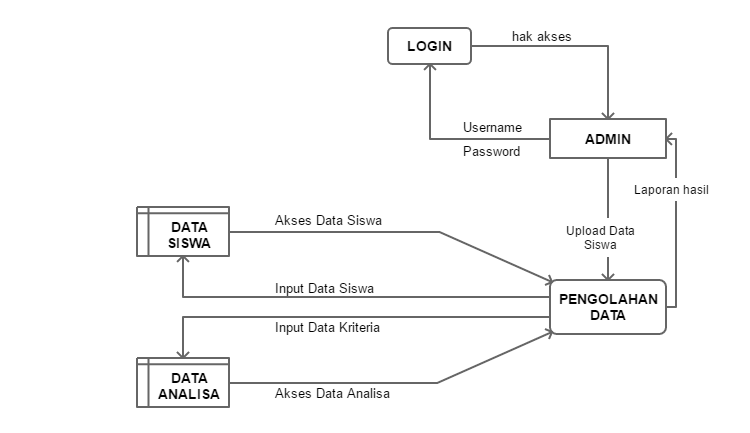 hak akses
LOGIN
Username
Password
ADMIN
Laporan hasil
Akses Data Siswa
DATA
SISWA
Upload Data
Siswa
Input Data Siswa
PENGOLAHAN
DATA
Input Data Kriteria
DATA
ANALISA
Akses Data Analisa